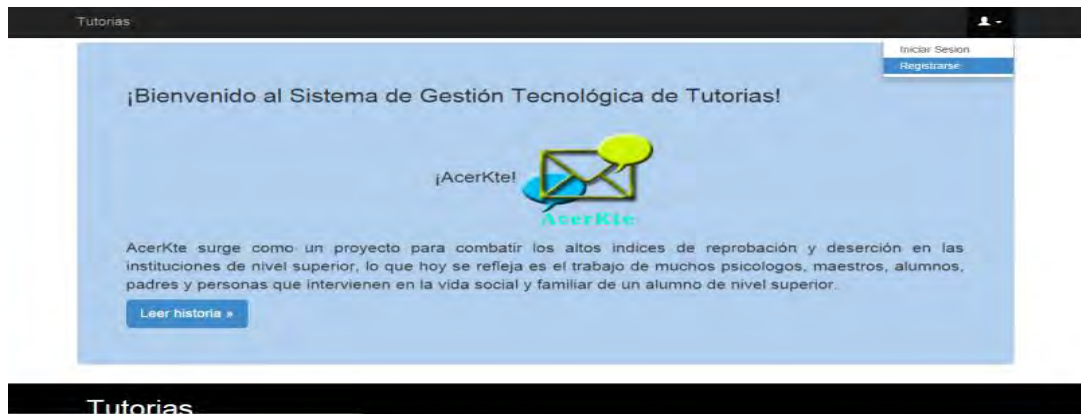 Tutorias
Iniciar Sesion
Registrarse
¡Bienvenido al Sistema de Gestión Tecnológica de Tutorias!
¡AcerKte!
AcerKte
AcerKte surge como un proyecto para combatir los altos indices de reprobación y deserción en las
instituciones de nivel superior, lo que hoy se refleja es el trabajo de muchos psicologos, maestros, alumnos,
padres y personas que intervienen en la vida social y familiar de un alumno de nivel superior.
Leer historia »
Tutorias